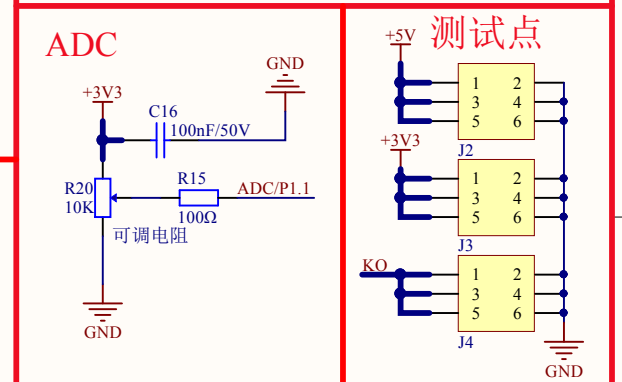 ADC
GND
+3V3
C16
100nF/50V
R20
10K
R15
100Ω
ADC/P1.1
可调电阻
GND
测试点
+5V
1 2
3 4
5 6
J2
+3V3
1 2
3 4
5 6
J3
KO
1 2
3 4
5 6
J4
GND